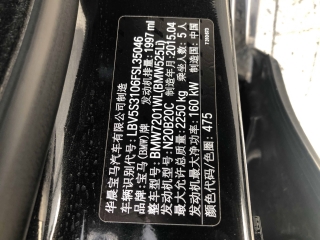 华晨宝马汽车有限公司制造
车辆识别代号: LBV5S3106FSL35046
品牌: 宝马 (BMW) 牌 发动机排量: 1997 ml
整车型号: BMW7201WL(BMW525Li)
发动机型号: N20B20C 制造年月: 2015.04
最大允许总质量: 2250 kg 乘坐人数: 5人
发动机最大净功率: 160 kW 制造国: 中国
颜色代码/色圈: 475